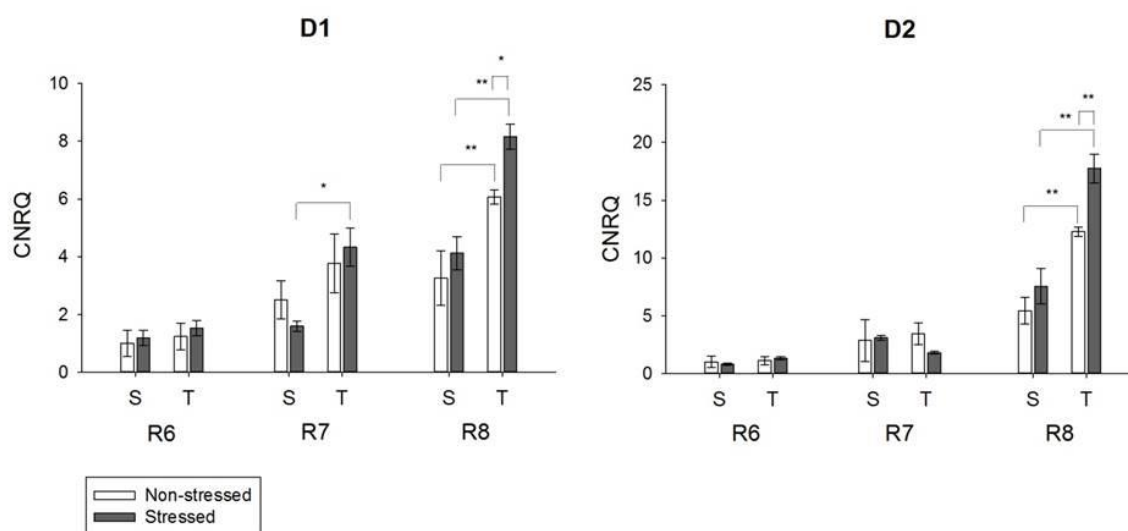 D1
CNRQ
10
8
6
4
2
0
*
**
**
*
S T S T S T
R6 R7 R8
D2
CNRQ
25
20
15
10
5
0
**
**
**
S T S T S T
R6 R7 R8
Non-stressed
Stressed